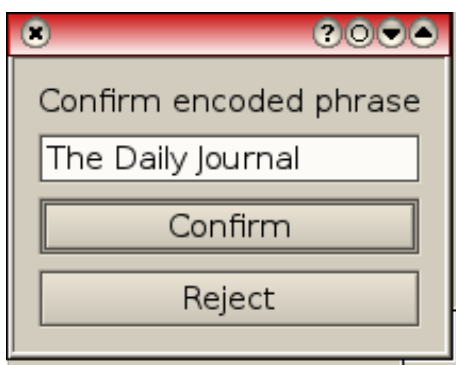 Confirm encoded phrase
The Daily Journal
Confirm
Reject